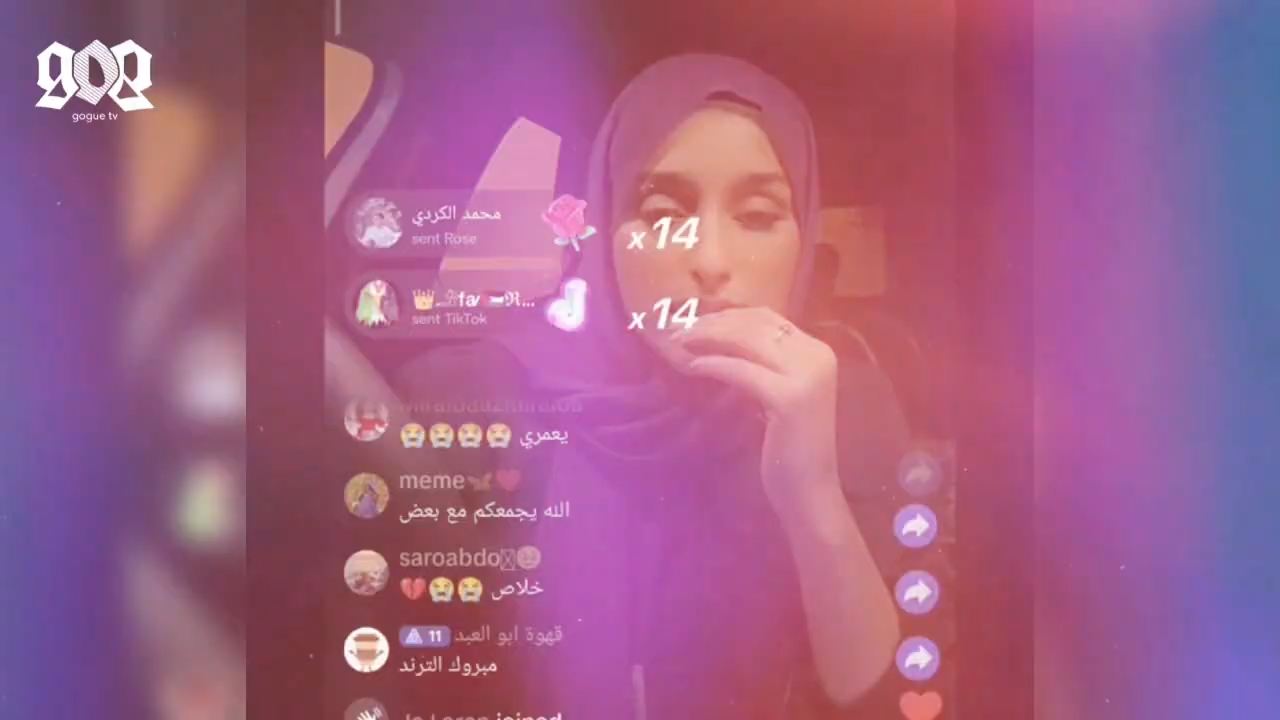 gog
gogue tv
محمد الكردي
sent Rose
x14
sent TikTok
x14
يعمري
meme
الله يجمعكم مع بعض
saroabdo
خلاص
11 قهوة ابو العبد
مبروك الترند
joined